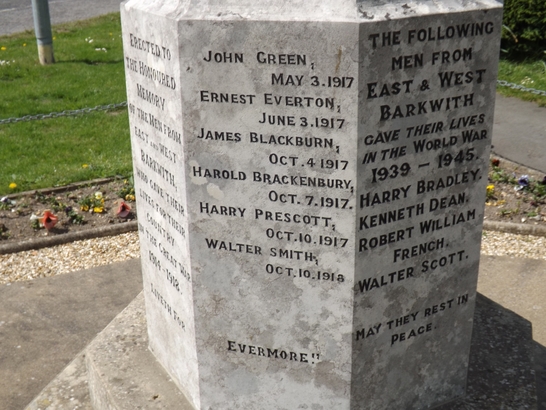 ERECTED TO
THE HONOURED
MEMORY
OF THE MEN FROM
EAST AND WEST
BARKWITH,
WHO GAVE THEIR
LIVES FOR THEIR
COUNTRY
IN THE GREAT WAR
1914-1918.
LIVETH FOR
JOHN GREEN;
MAY 3.1917
ERNEST EVERTON;
JUNE 3.1917
JAMES BLACKBURN;
OCT.4 1917
HAROLD BRACKENBURY;
OCT.7.1917.
HARRY PRESCOTT;
OCT.10.1917
WALTER SMITH;
OCT.10.1918
EVERMORE"
THE FOLLOWING
MEN FROM
EAST & WEST
BARKWITH
GAVE THEIR LIVES
IN THE WORLD WAR
1939 - 1945.
HARRY BRADLEY.
KENNETH DEAN.
ROBERT WILLIAM
FRENCH.
WALTER SCOTT.
MAY THEY REST IN
PEACE.